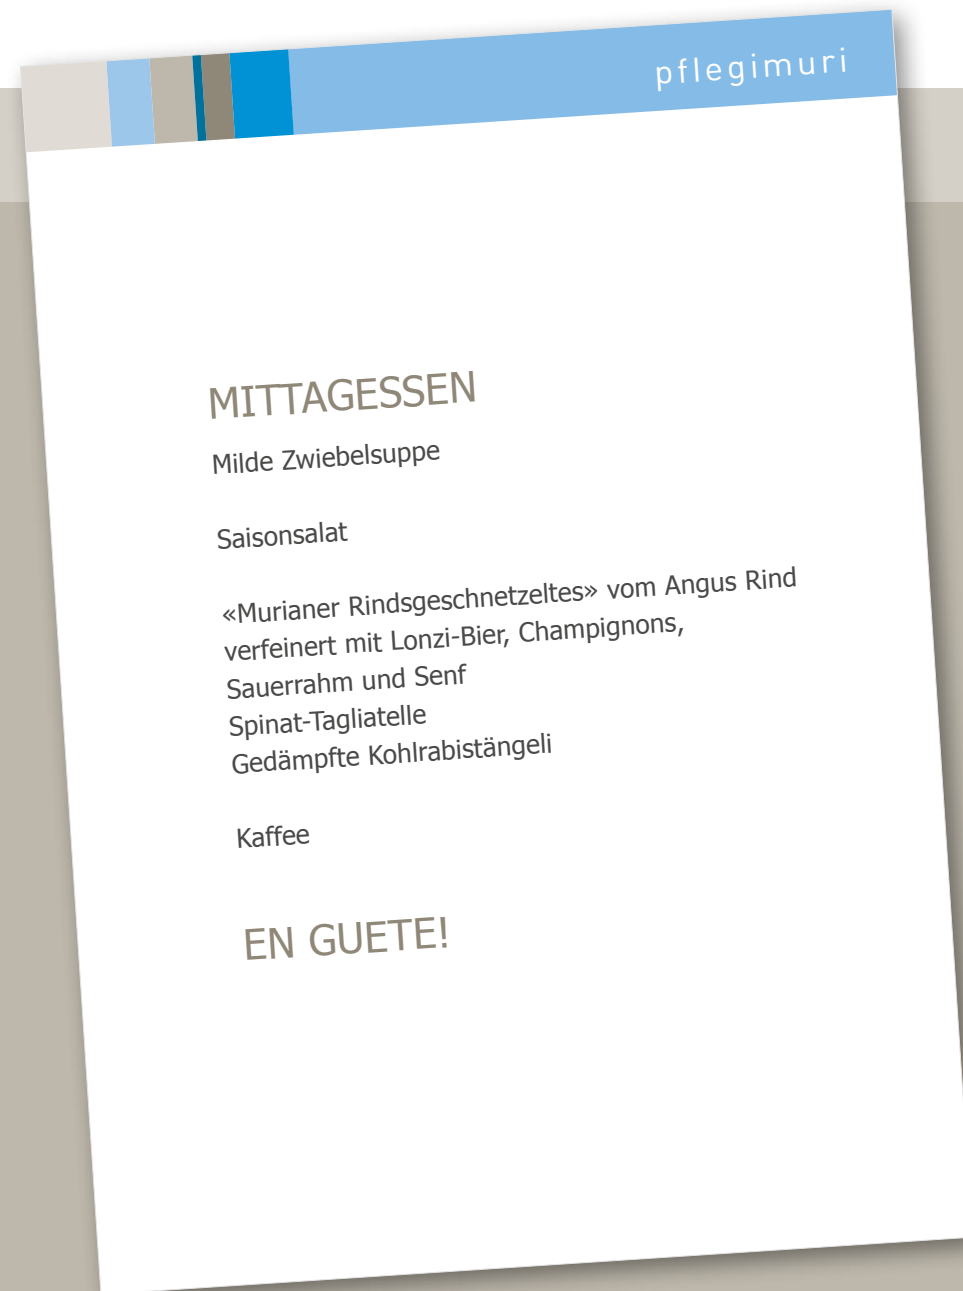 pflegimuri
MITTAGESSEN
Milde Zwiebelsuppe
Saisonsalat
«Murianer Rindsgeschnetzeltes» vom Angus Rind
verfeinert mit Lonzi-Bier, Champignons,
Sauerrahm und Senf
Spinat-Tagliatelle
Gedämpfte Kohlrabistängeli
Kaffee
EN GUETE!